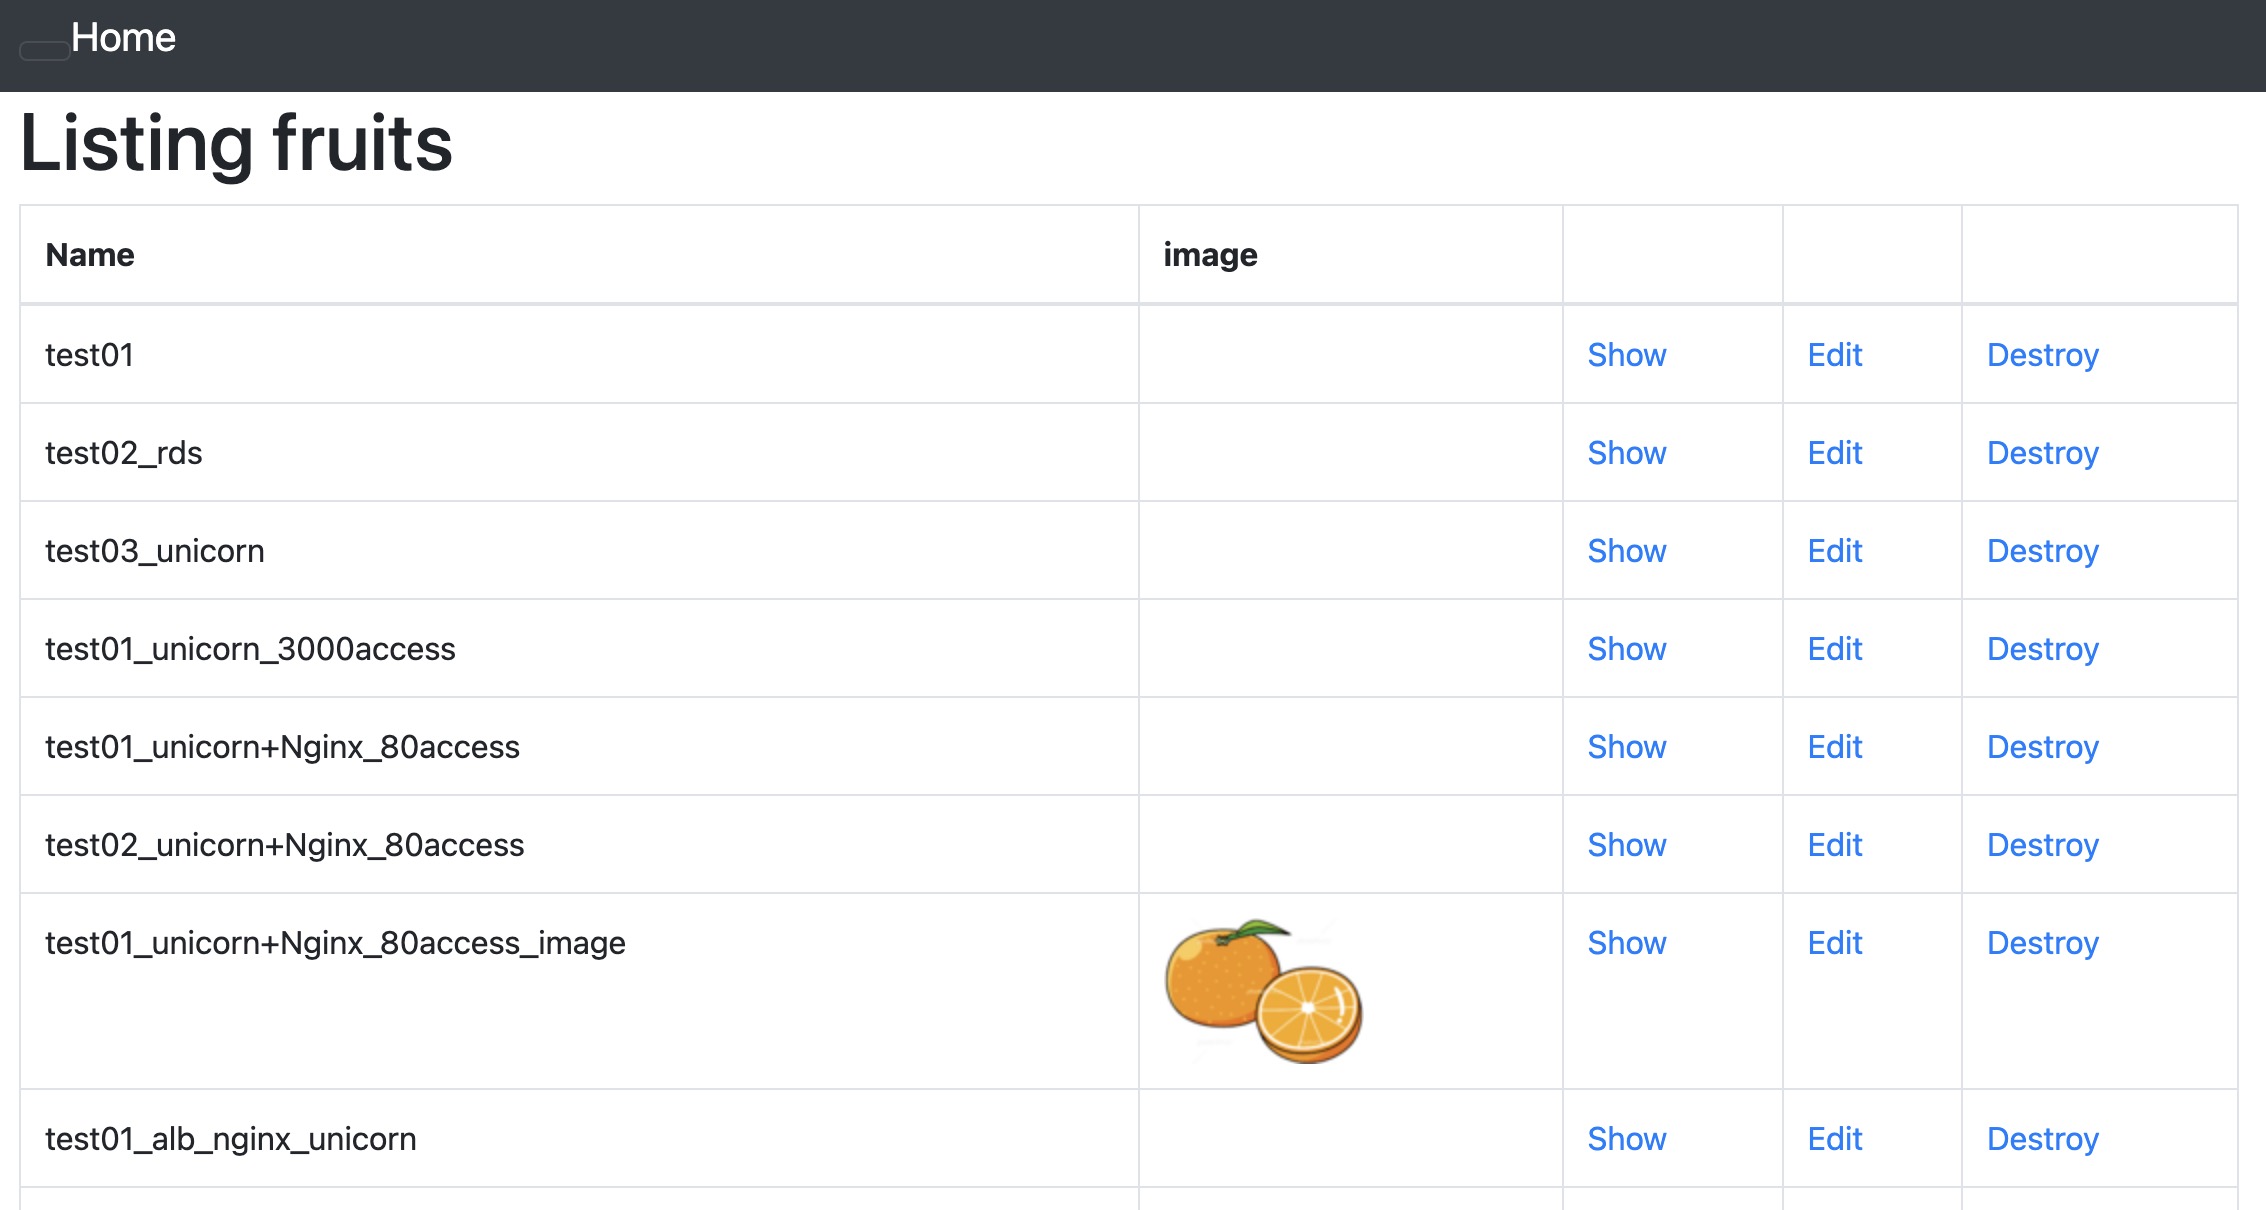 Home
Listing fruits
Name image
test01 Show Edit Destroy
test02_rds Show Edit Destroy
test03_unicorn Show Edit Destroy
test01_unicorn_3000access Show Edit Destroy
test01_unicorn+Nginx_80access Show Edit Destroy
test02_unicorn+Nginx_80access Show Edit Destroy
test01_unicorn+Nginx_80access_image Show Edit Destroy
test01_alb_nginx_unicorn Show Edit Destroy